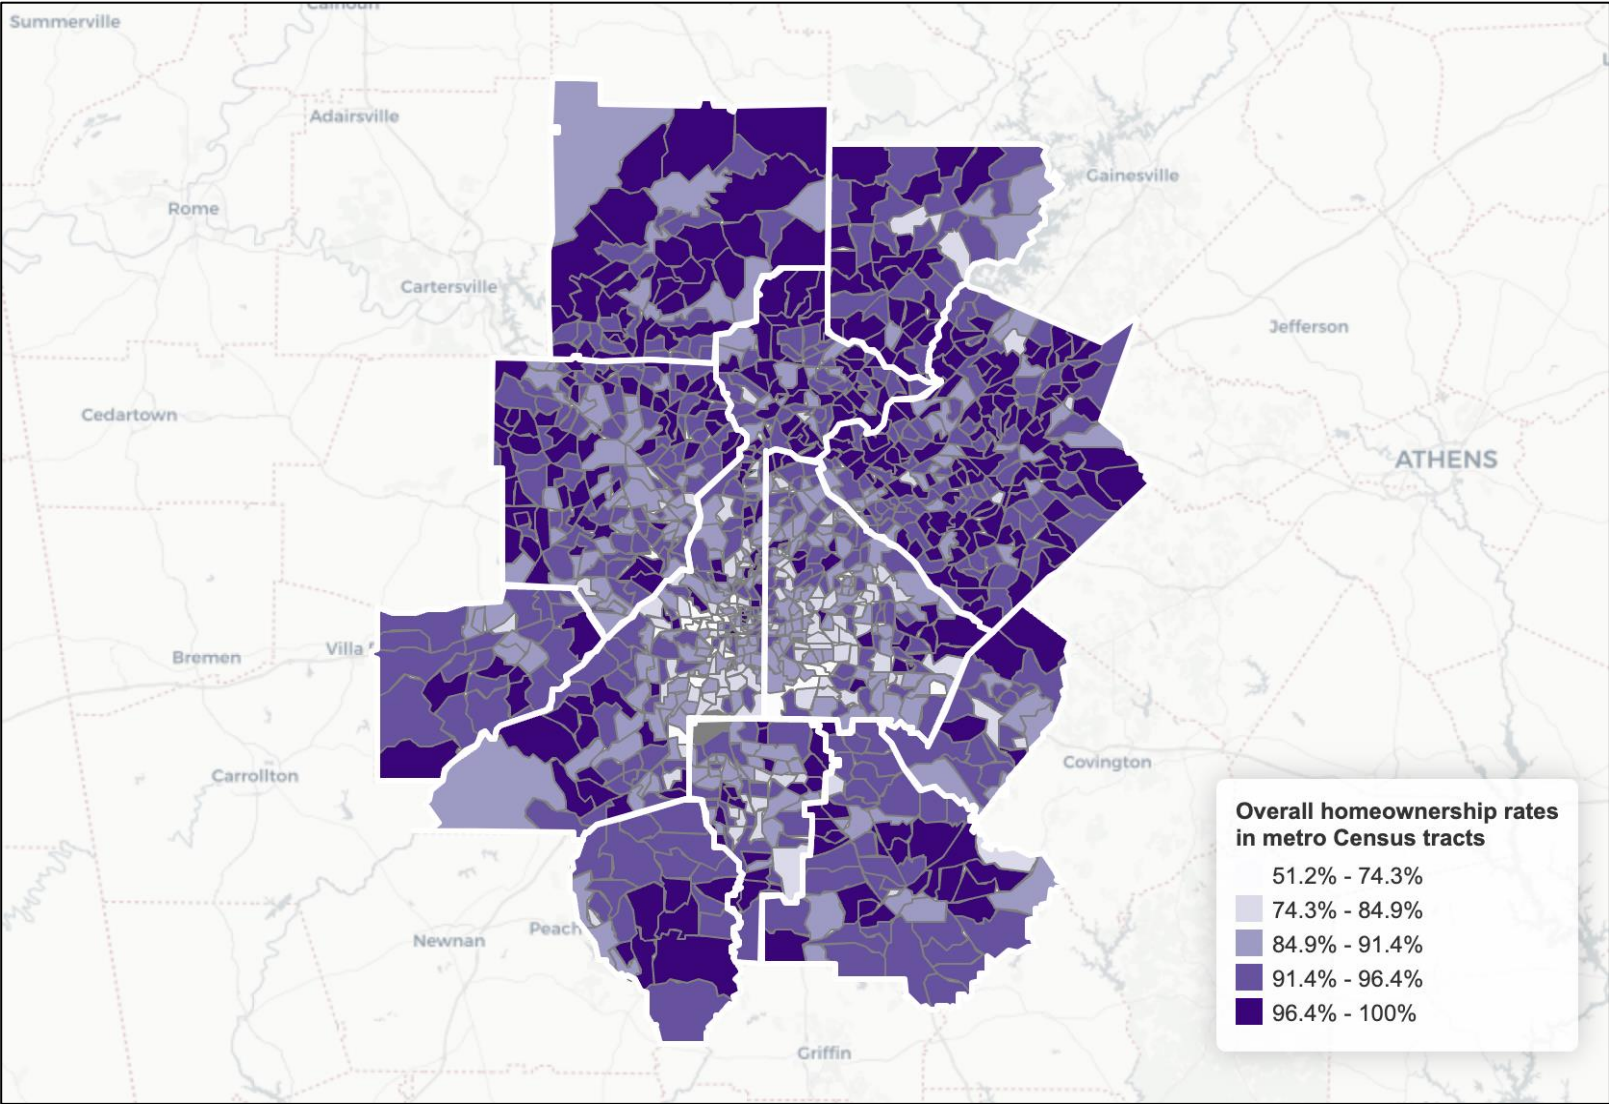 Calhoun
Summerville
Adairsville
Gainesville
Rome
Cartersville
Jefferson
Cedartown
ATHENS
Villa
Bremen
Carrollton
Covington
Overall homeownership rates
in metro Census tracts
51.2% - 74.3%
74.3% - 84.9%
84.9% - 91.4%
91.4% - 96.4%
96.4% - 100%
Peach
Newnan
Griffin